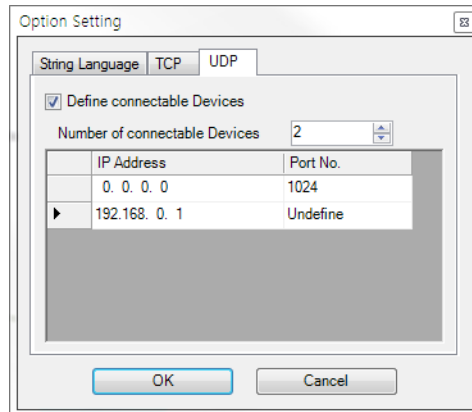 Option Setting
String Language TCP UDP
Define connectable Devices
Number of connectable Devices 2
IP Address Port No.
0. 0. 0. 0 1024
192.168. 0. 1 Undefine
OK Cancel